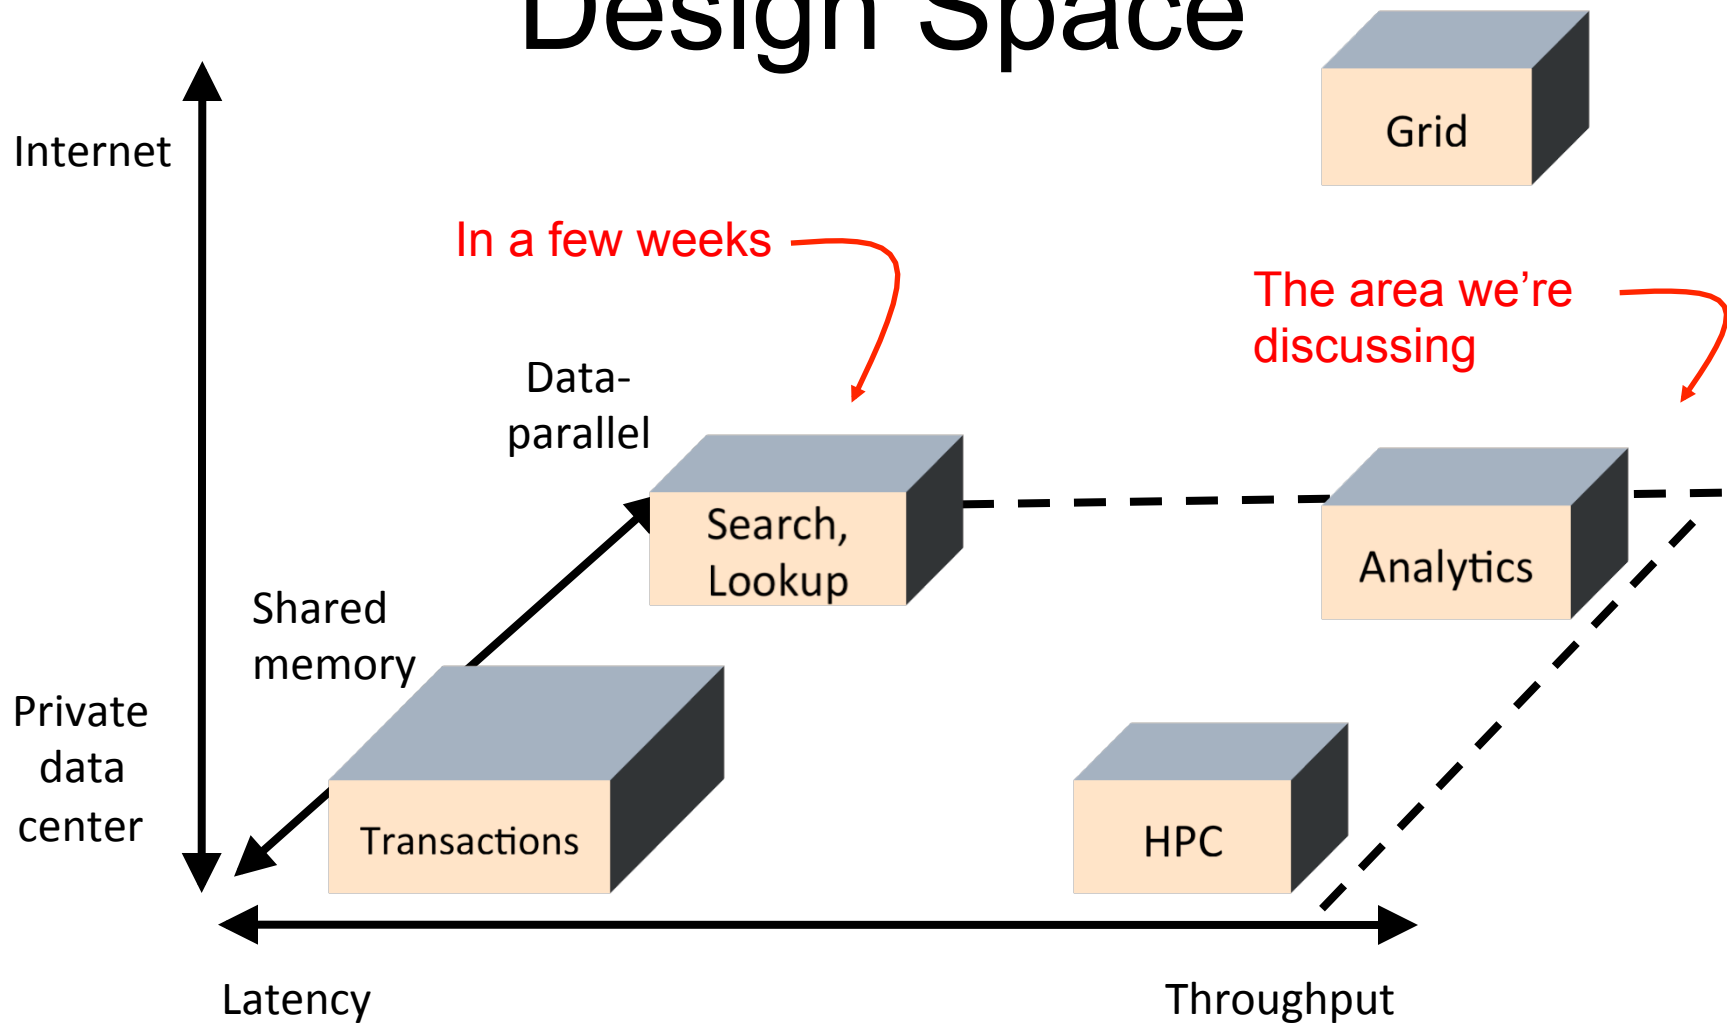 Design Space
Grid
Internet
In a few weeks
The area we're
discussing
Data-
parallel
Search,
Lookup
Analytics
Shared
memory
Private
data
center
Transactions
HPC
Latency
Throughput